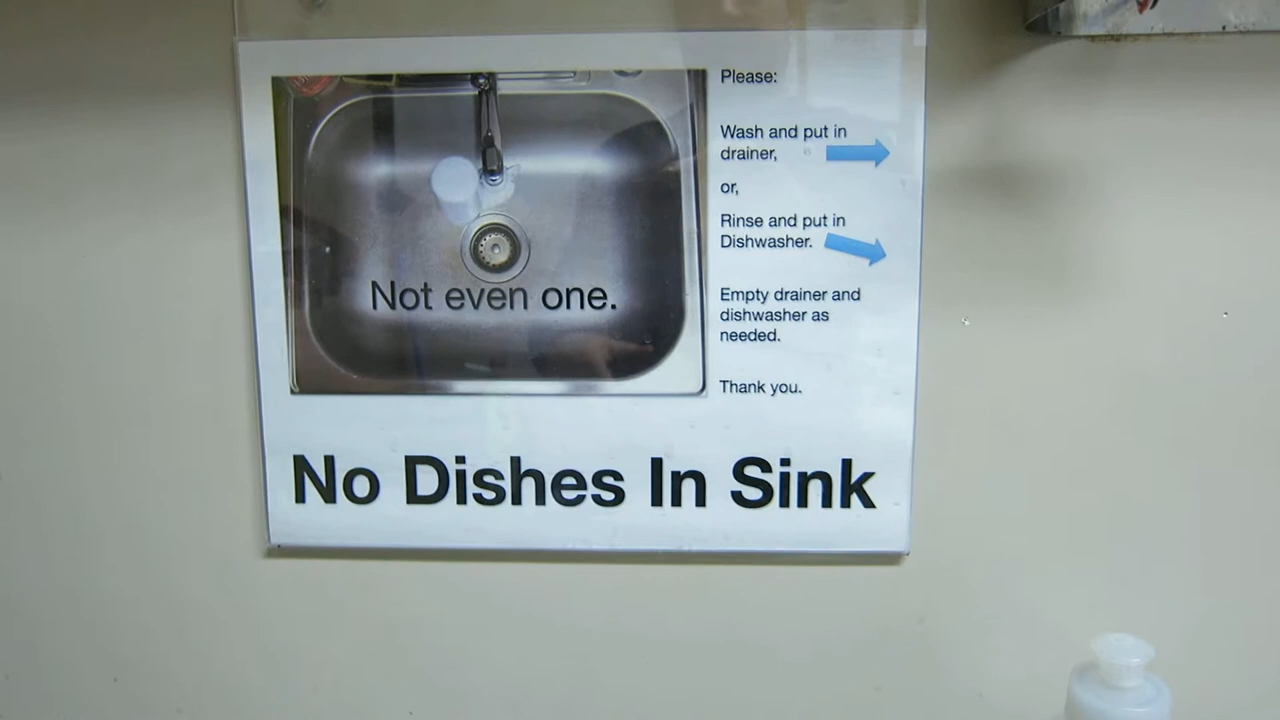 Please:
Wash and put in
drainer,
or,
Rinse and put in
Dishwasher.
Empty drainer and
dishwasher as
needed.
Thank you.
Not even one.
No Dishes In Sink